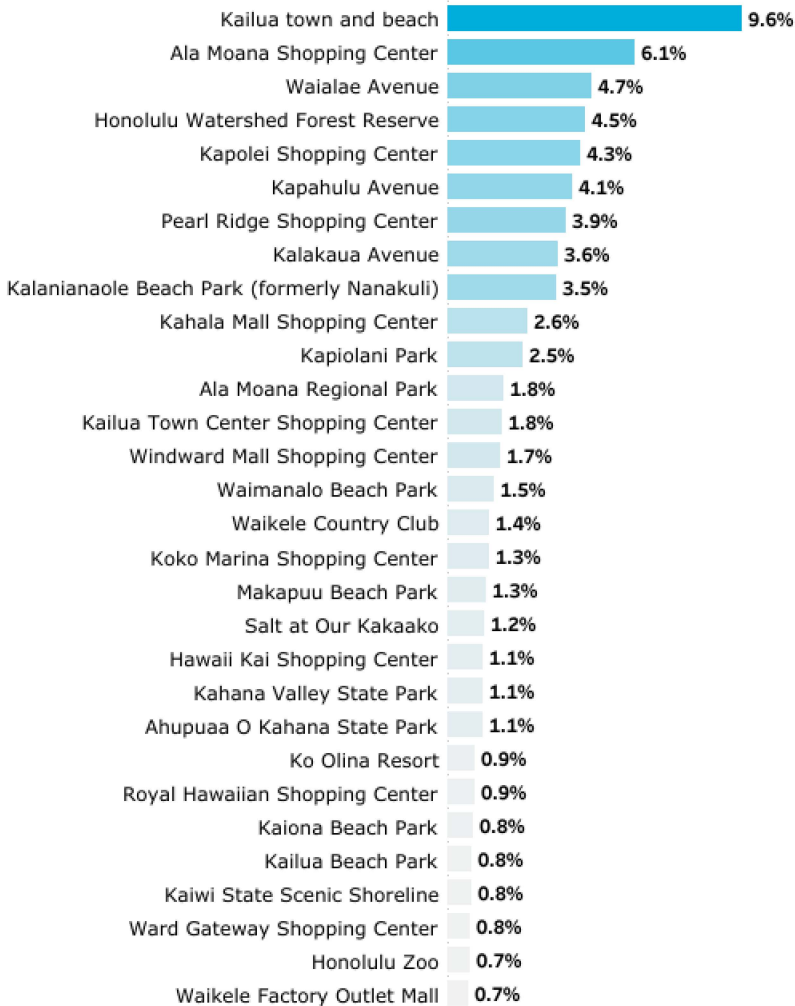 Kailua town and beach 9.6%
Ala Moana Shopping Center 6.1%
Waialae Avenue 4.7%
Honolulu Watershed Forest Reserve 4.5%
Kapolei Shopping Center 4.3%
Kapahulu Avenue 4.1%
Pearl Ridge Shopping Center 3.9%
Kalakaua Avenue 3.6%
Kalanianaole Beach Park (formerly Nanakuli) 3.5%
Kahala Mall Shopping Center 2.6%
Kapiolani Park 2.5%
Ala Moana Regional Park 1.8%
Kailua Town Center Shopping Center 1.8%
Windward Mall Shopping Center 1.7%
Waimanalo Beach Park 1.5%
Waikele Country Club 1.4%
Koko Marina Shopping Center 1.3%
Makapuu Beach Park 1.3%
Salt at Our Kakaako 1.2%
Hawaii Kai Shopping Center 1.1%
Kahana Valley State Park 1.1%
Ahupuaa O Kahana State Park 1.1%
Ko Olina Resort 0.9%
Royal Hawaiian Shopping Center 0.9%
Kaiona Beach Park 0.8%
Kailua Beach Park 0.8%
Kaiwi State Scenic Shoreline 0.8%
Ward Gateway Shopping Center 0.8%
Honolulu Zoo 0.7%
Waikele Factory Outlet Mall 0.7%